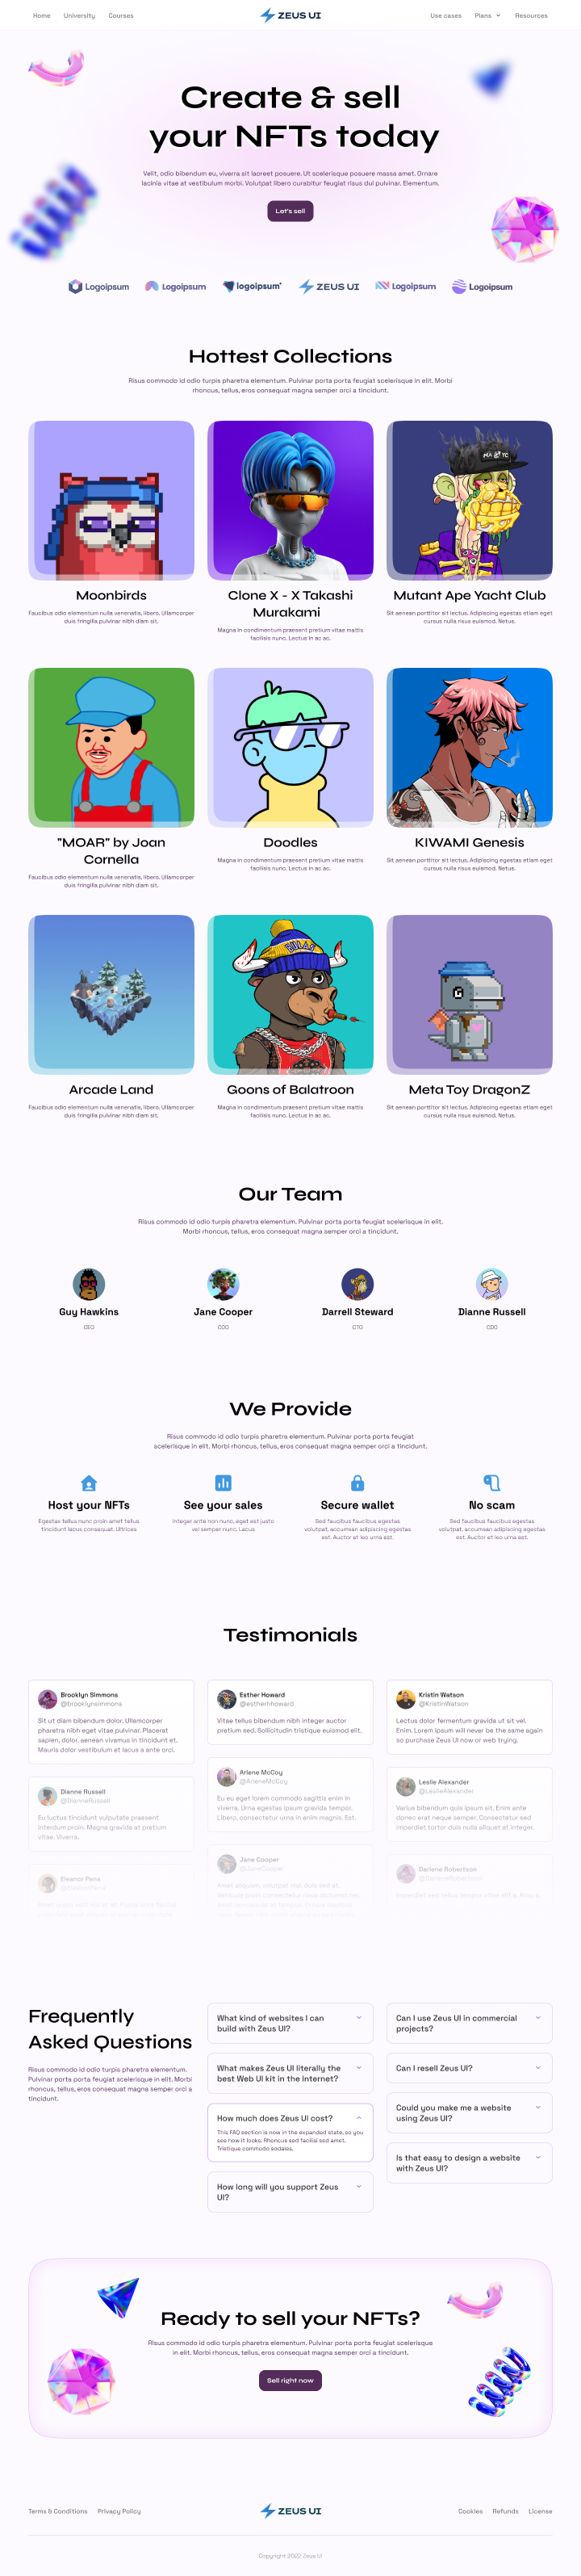 Home University Courses ZEUS UI Use cases Plans Resources
Create & sell
your NFTs today
Velit, odio bibendum eu, viverra sit laoreet posuere. Ut scelerisque posuere massa amet. Ornare
lacinia vitae at vestibulum morbi. Volutpat libero curabitur feugiat risus dui pulvinar. Elementum.
Let's sell
Logoipsum Logoipsum logoipsum ZEUS UI Logoipsum Logoipsum
Hottest Collections
Risus commodo id odio turpis pharetra elementum. Pulvinar porta porta feugiat scelerisque in elit. Morbi
rhoncus, tellus, eros consequat magna semper orci a tincidunt.
Moonbirds
Faucibus odio elementum nulla venenatis, libero. Ullamcorper
duis fringilla pulvinar nibh diam sit.
Clone X - X Takashi
Murakami
Magna in condimentum praesent pretium vitae mattis
facilisis nunc. Lectus in ac ac.
Mutant Ape Yacht Club
Sit aenean porttitor sit lectus. Adipiscing egestas etiam eget
cursus nulla risus euismod. Netus.
"MOAR" by Joan
Cornella
Faucibus odio elementum nulla venenatis, libero. Ullamcorper
duis fringilla pulvinar nibh diam sit.
Doodles
Magna in condimentum praesent pretium vitae mattis
facilisis nunc. Lectus in ac ac.
KIWAMI Genesis
Sit aenean porttitor sit lectus. Adipiscing egestas etiam eget
cursus nulla risus euismod. Netus.
Arcade Land
Faucibus odio elementum nulla venenatis, libero. Ullamcorper
duis fringilla pulvinar nibh diam sit.
Goons of Balatroon
Magna in condimentum praesent pretium vitae mattis
facilisis nunc. Lectus in ac ac.
Meta Toy DragonZ
Sit aenean porttitor sit lectus. Adipiscing egestas etiam eget
cursus nulla risus euismod. Netus.
Our Team
Risus commodo id odio turpis pharetra elementum. Pulvinar porta porta feugiat scelerisque in elit.
Morbi rhoncus, tellus, eros consequat magna semper orci a tincidunt.
Guy Hawkins
CEO
Jane Cooper
COO
Darrell Steward
CTO
Dianne Russell
CDO
We Provide
Risus commodo id odio turpis pharetra elementum. Pulvinar porta porta feugiat
scelerisque in elit. Morbi rhoncus, tellus, eros consequat magna semper orci a tincidunt.
Host your NFTs
Egestas tellus nunc proin amet tellus
tincidunt lacus consequat. Ultrices
See your sales
Integer ante non nunc, eget est justo
vel semper nunc. Lacus
Secure wallet
Sed faucibus faucibus egestas
volutpat, accumsan adipiscing egestas
est. Auctor et leo urna est.
No scam
Sed faucibus faucibus egestas
volutpat, accumsan adipiscing egestas
est. Auctor et leo urna est.
Testimonials
Brooklyn Simmons
@brooklynsimmons
Sit ut diam bibendum dolor. Ullamcorper
pharetra nibh eget vitae pulvinar. Placerat
sapien, dolor, aenean vivamus in tincidunt et.
Mauris dolor vestibulum et lacus a ante orci.
Dianne Russell
@DianneRussell
Eu luctus tincidunt vulputate praesent
interdum proin. Magna gravida at pretium
vitae. Viverra.
Eleanor Pena
Esther Howard
@estherhhoward
Vitae tellus bibendum nibh integer auctor
pretium sed. Sollicitudin tristique euismod elit.
Arlene McCoy
@ArleneMcCoy
Eu eu eget lorem commodo sagittis enim in
viverra. Urna egestas ipsum gravida tempor.
Libero, consectetur urna in enim magnis. Est.
Jane Cooper
@JaneCooper
Kristin Watson
@KristinWatson
Lectus dolor fermentum gravida ut sit vel.
Enim. Lorem ipsum will never be the same again
so purchase Zeus UI now or web trying.
Leslie Alexander
@LeslieAlexander
Varius bibendum quis ipsum sit. Enim ante
donec erat neque semper. Consectetur sed
imperdiet tortor duis nulla aliquet at integer.
Darlene Robertson
Frequently
Asked Questions
Risus commodo id odio turpis pharetra elementum.
Pulvinar porta porta feugiat scelerisque in elit. Morbi
rhoncus, tellus, eros consequat magna semper orci a
tincidunt.
What kind of websites I can
build with Zeus UI?
What makes Zeus UI literally the
best Web UI kit in the Internet?
How much does Zeus UI cost?
This FAQ section is now in the expanded state, so you
see how it looks. Rhoncus sed facilisi sed amet.
Tristique commodo sodales.
How long will you support Zeus
UI?
Can I use Zeus UI in commercial
projects?
Can I resell Zeus UI?
Could you make me a website
using Zeus UI?
Is that easy to design a website
with Zeus UI?
Ready to sell your NFTs?
Risus commodo id odio turpis pharetra elementum. Pulvinar porta porta feugiat scelerisque
in elit. Morbi rhoncus, tellus, eros consequat magna semper orci a tincidunt.
Sell right now
Terms & Conditions Privacy Policy ZEUS UI Cookies Refunds License
Copyright 2022 Zeus UI